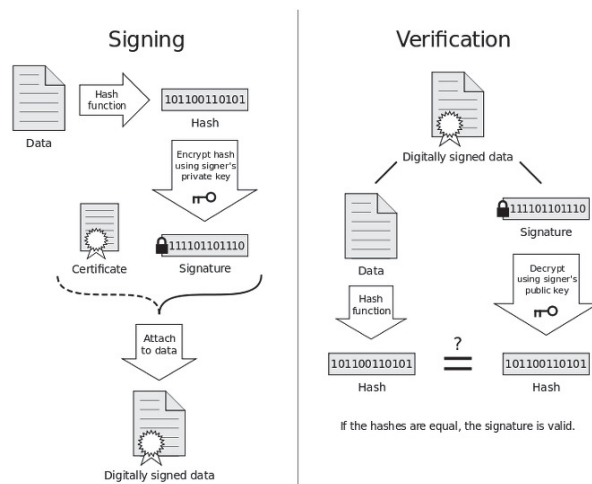 Signing
Data
Hash
function
101100110101
Hash
Encrypt hash
using signer's
private key
Certificate
111101101110
Signature
Attach
to data
Digitally signed data
Verification
Digitally signed data
Data
111101101110
Signature
Hash
function
Decrypt
using signer's
public key
101100110101
Hash
?
=
101100110101
Hash
If the hashes are equal, the signature is valid.